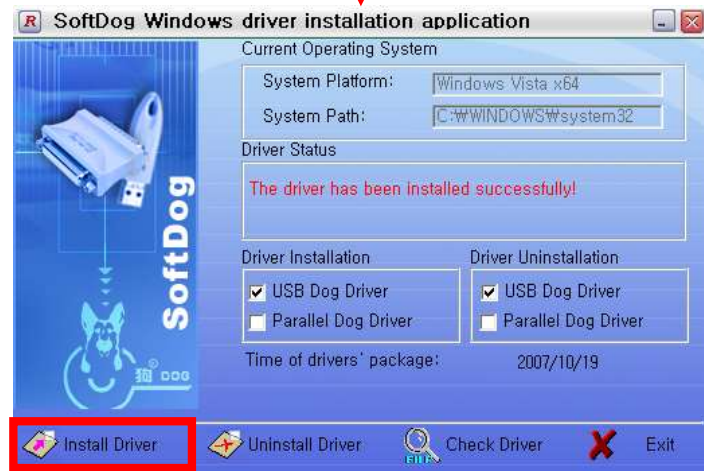 R SoftDog Windows driver installation application
Current Operating System
System Platform: Windows Vista x64
System Path: C:₩WINDOWS₩system32
Driver Status
The driver has been installed successfully!
Driver Installation Driver Uninstallation
USB Dog Driver USB Dog Driver
Parallel Dog Driver Parallel Dog Driver
Time of drivers' package: 2007/10/19
SoftDog
狗® DOG
Install Driver Uninstall Driver FILE Check Driver Exit